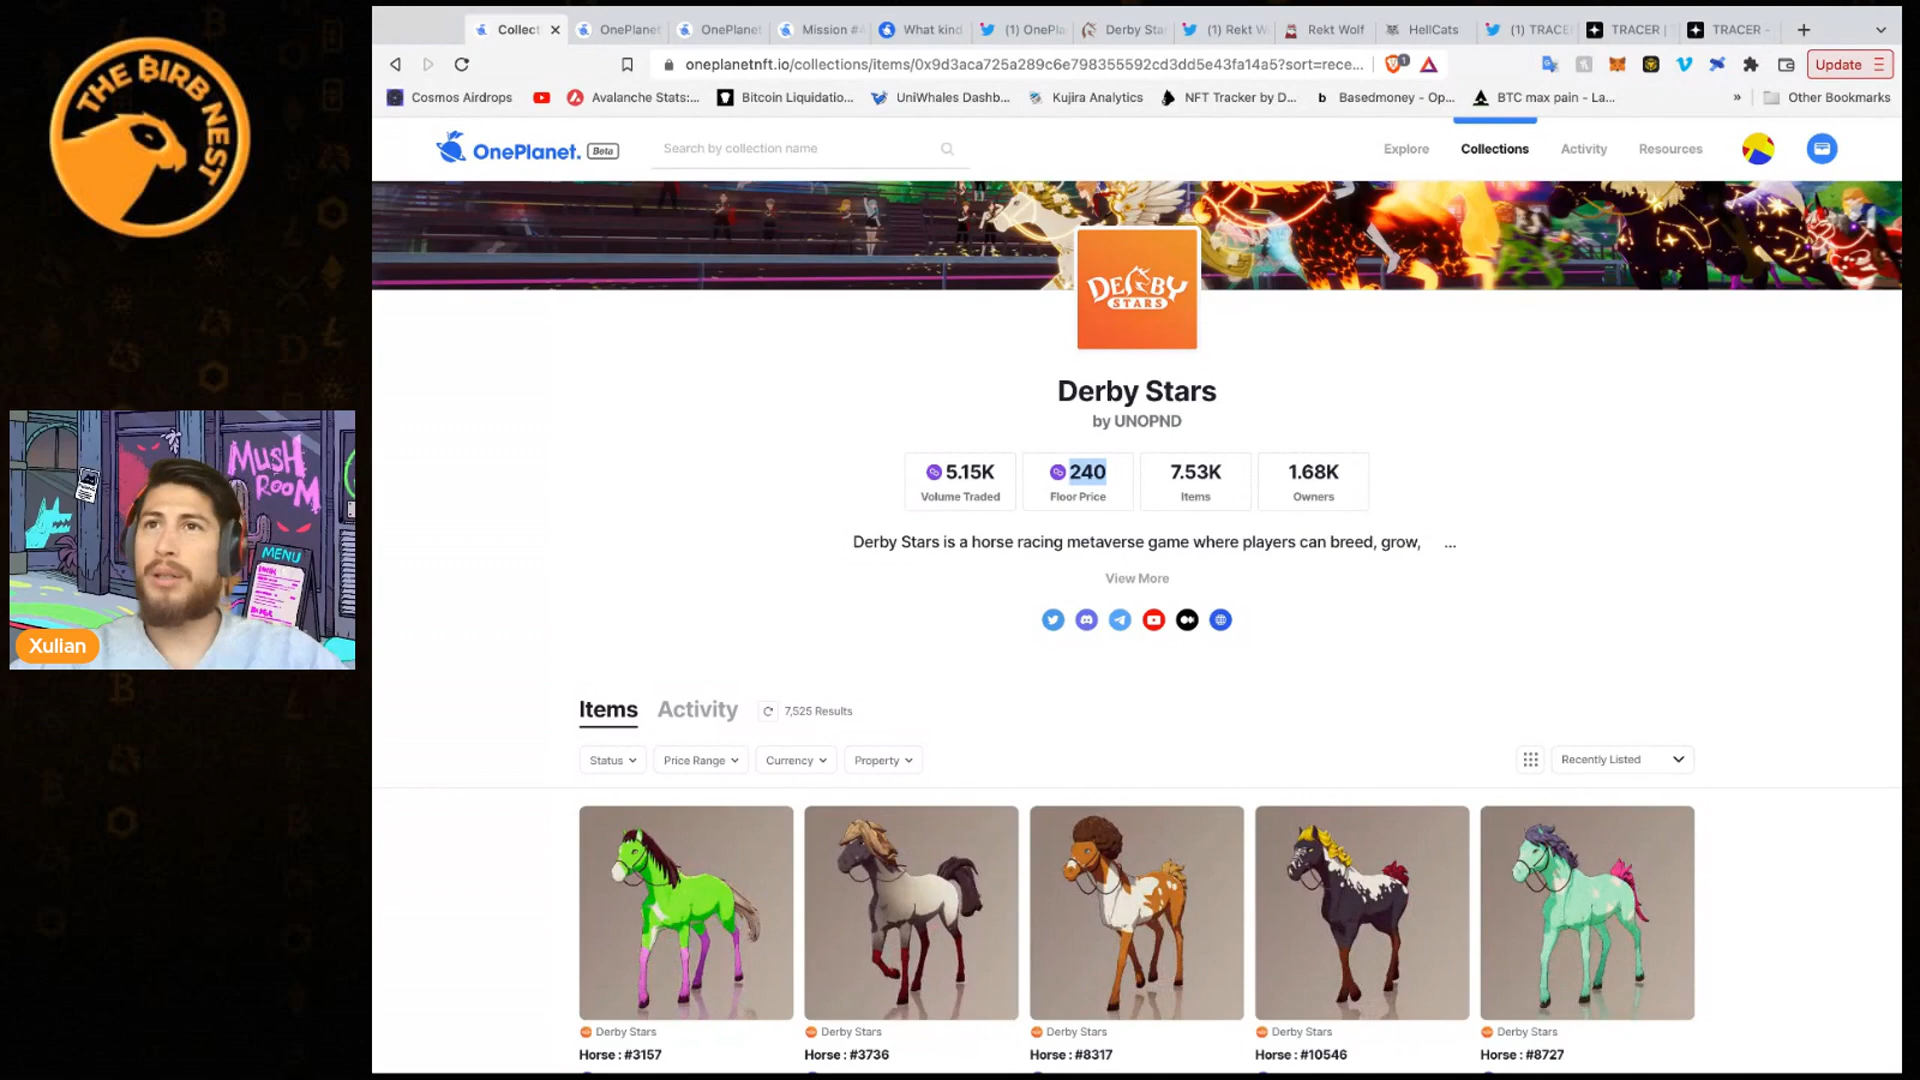 THE BIRB NEST
Collect
OnePlanet
OnePlanet
Mission #4
What kind
(1) OnePla
Derby Sta
(1) Rekt W
Rekt Wolf
HellCats
(1) TRACE
TRACER |
TRACER -
oneplanetnft.io/collections/items/0x9d3aca725a289c6e798355592cd3dd5e43fa14a5?sort=rece...
1
Update
Cosmos Airdrops
Avalanche Stats:...
Bitcoin Liquidatio...
UniWhales Dashb...
Kujira Analytics
NFT Tracker by D...
b Basedmoney - Op...
BTC max pain - La...
»
Other Bookmarks
OnePlanet. Beta
Search by collection name
Explore
Collections
Activity
Resources
DERBY
STARS
Derby Stars
by UNOPND
5.15K
Volume Traded
240
Floor Price
7.53K
Items
1.68K
Owners
Derby Stars is a horse racing metaverse game where players can breed, grow, ...
View More
MUSH
ROOM
MENU
Xulian
Items
Activity
7,525 Results
Status
Price Range
Currency
Property
Recently Listed
Derby Stars
Horse : #3157
Derby Stars
Horse : #3736
Derby Stars
Horse : #8317
Derby Stars
Horse : #10546
Derby Stars
Horse : #8727